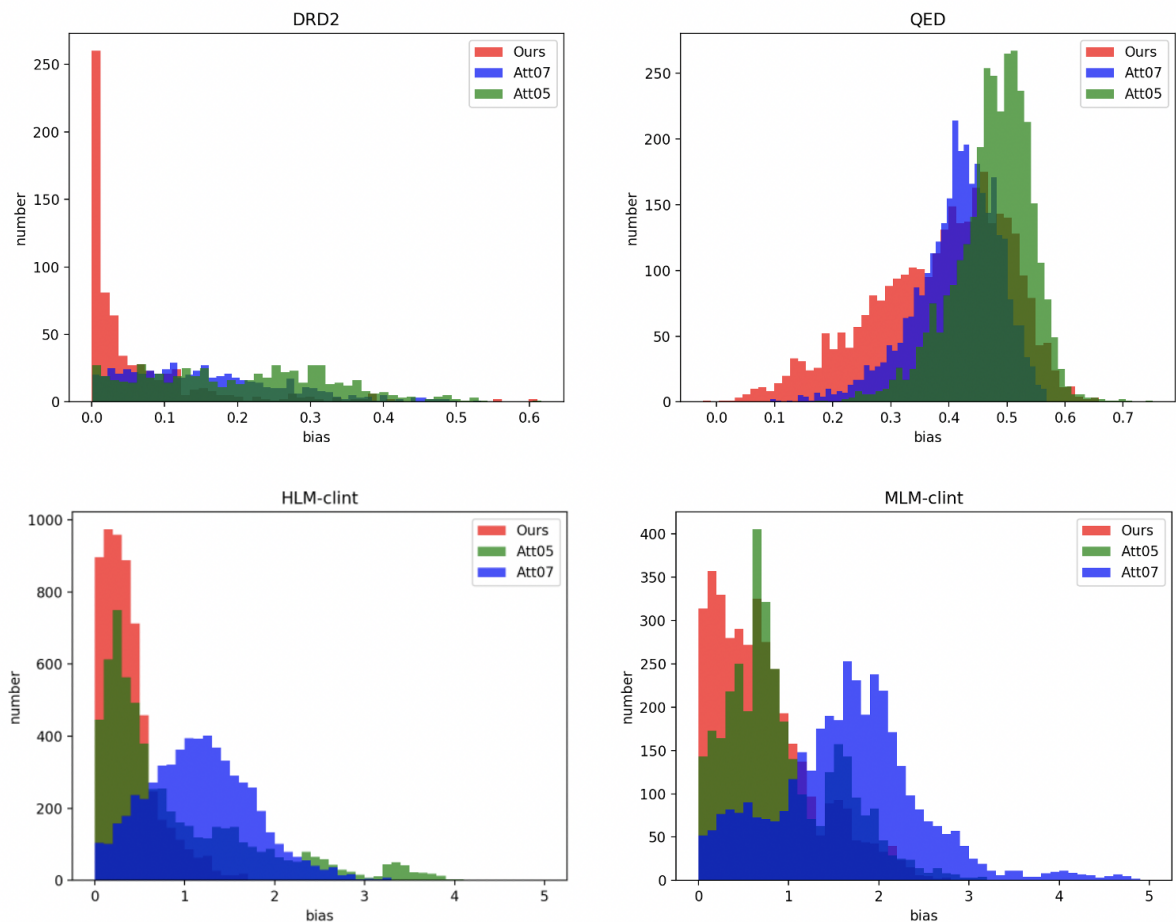 DRD2
Ours
Att07
Att05
250
200
150
100
50
0
number
0.0 0.1 0.2 0.3 0.4 0.5 0.6
bias
QED
Ours
Att07
Att05
250
200
150
100
50
0
number
0.0 0.1 0.2 0.3 0.4 0.5 0.6 0.7
bias
HLM-clint
Ours
Att05
Att07
1000
800
600
400
200
0
number
0 1 2 3 4 5
bias
MLM-clint
Ours
Att05
Att07
400
350
300
250
200
150
100
50
0
number
0 1 2 3 4 5
bias